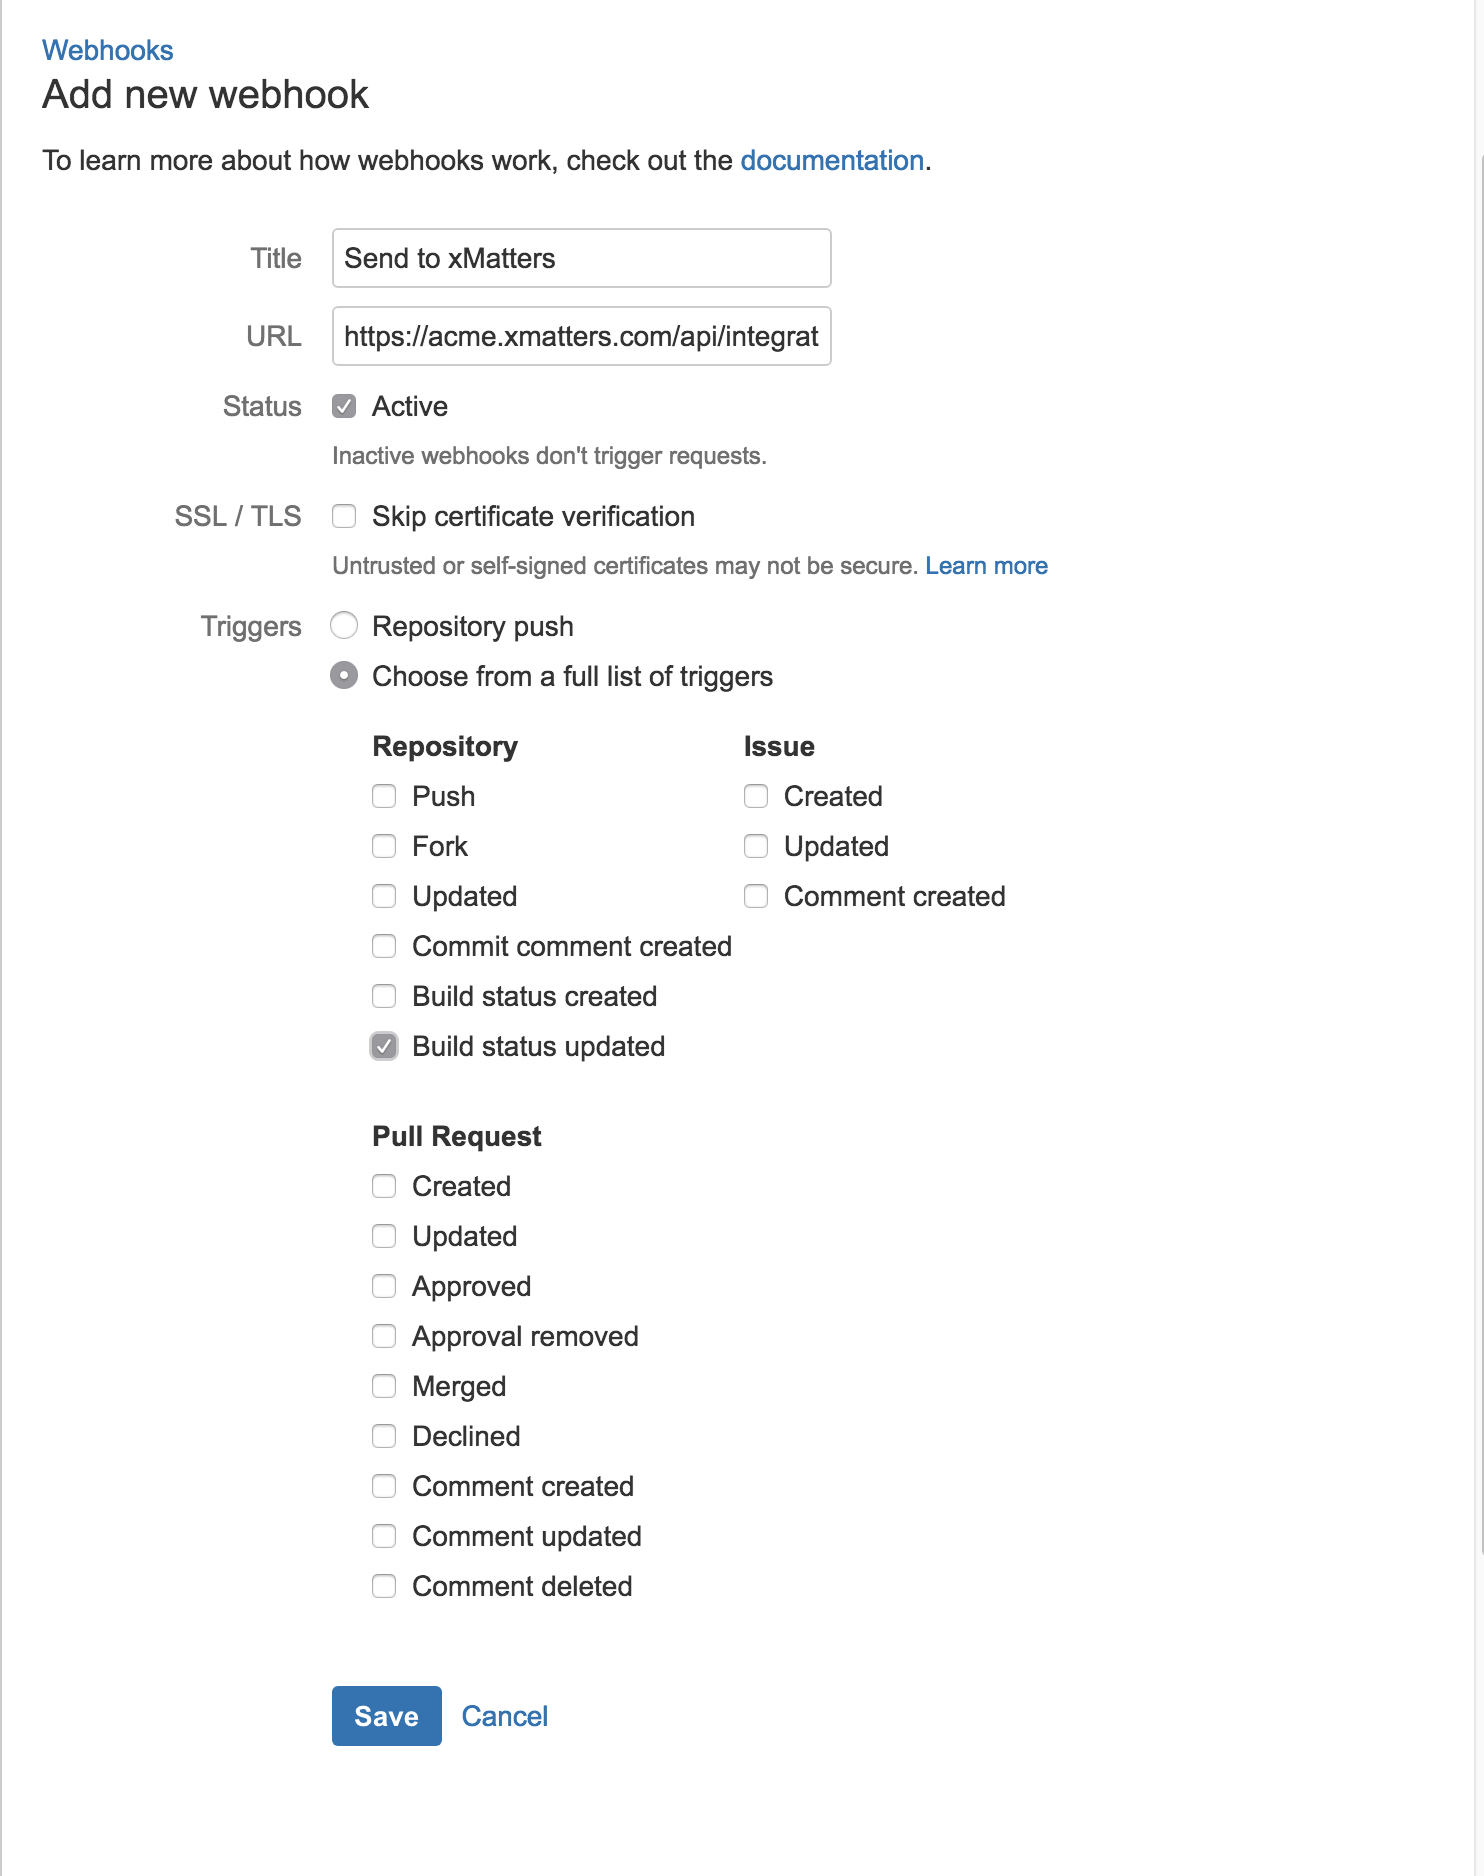 Webhooks
Add new webhook
To learn more about how webhooks work, check out the documentation.
Title Send to xMatters
URL https://acme.xmatters.com/api/integrat
Status Active
Inactive webhooks don't trigger requests.
SSL / TLS Skip certificate verification
Untrusted or self-signed certificates may not be secure. Learn more
Triggers Repository push
Choose from a full list of triggers
Repository
Push
Fork
Updated
Commit comment created
Build status created
Build status updated
Issue
Created
Updated
Comment created
Pull Request
Created
Updated
Approved
Approval removed
Merged
Declined
Comment created
Comment updated
Comment deleted
Save Cancel